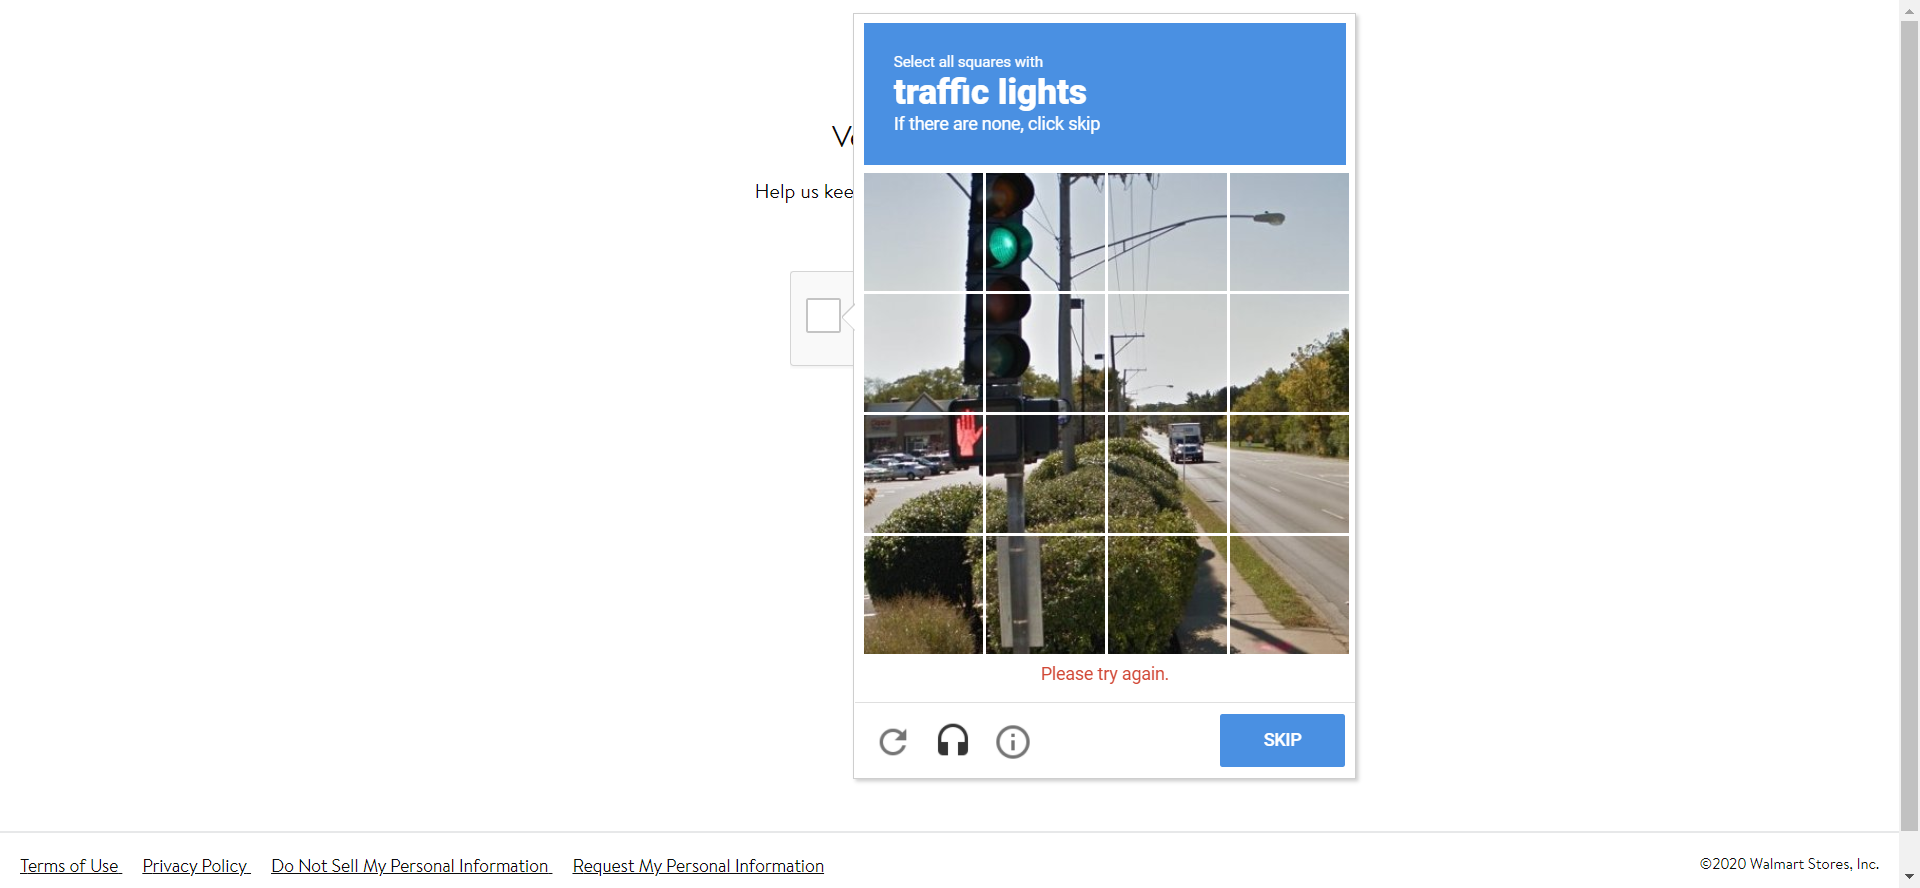 Select all squares with
traffic lights
If there are none, click skip
Help us kee
Please try again.
SKIP
Terms of Use
Privacy Policy
Do Not Sell My Personal Information
Request My Personal Information
©2020 Walmart Stores, Inc.